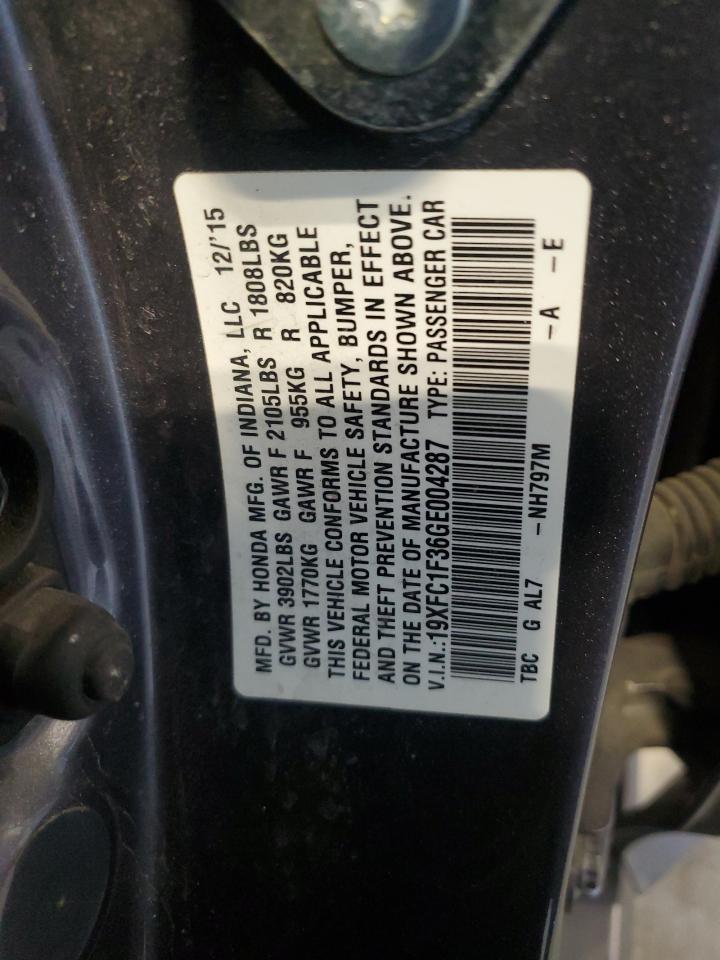 MFD. BY HONDA MFG. OF INDIANA, LLC 12/'15
GVWR 3902LBS GAWR F 2105LBS R 1808LBS
GVWR 1770KG GAWR F 955KG R 820KG
THIS VEHICLE CONFORMS TO ALL APPLICABLE
FEDERAL MOTOR VEHICLE SAFETY, BUMPER,
AND THEFT PREVENTION STANDARDS IN EFFECT
ON THE DATE OF MANUFACTURE SHOWN ABOVE.
V.I.N.:19XFC1F36GE004287 TYPE: PASSENGER CAR
TBC G AL7 -NH797M -A -E